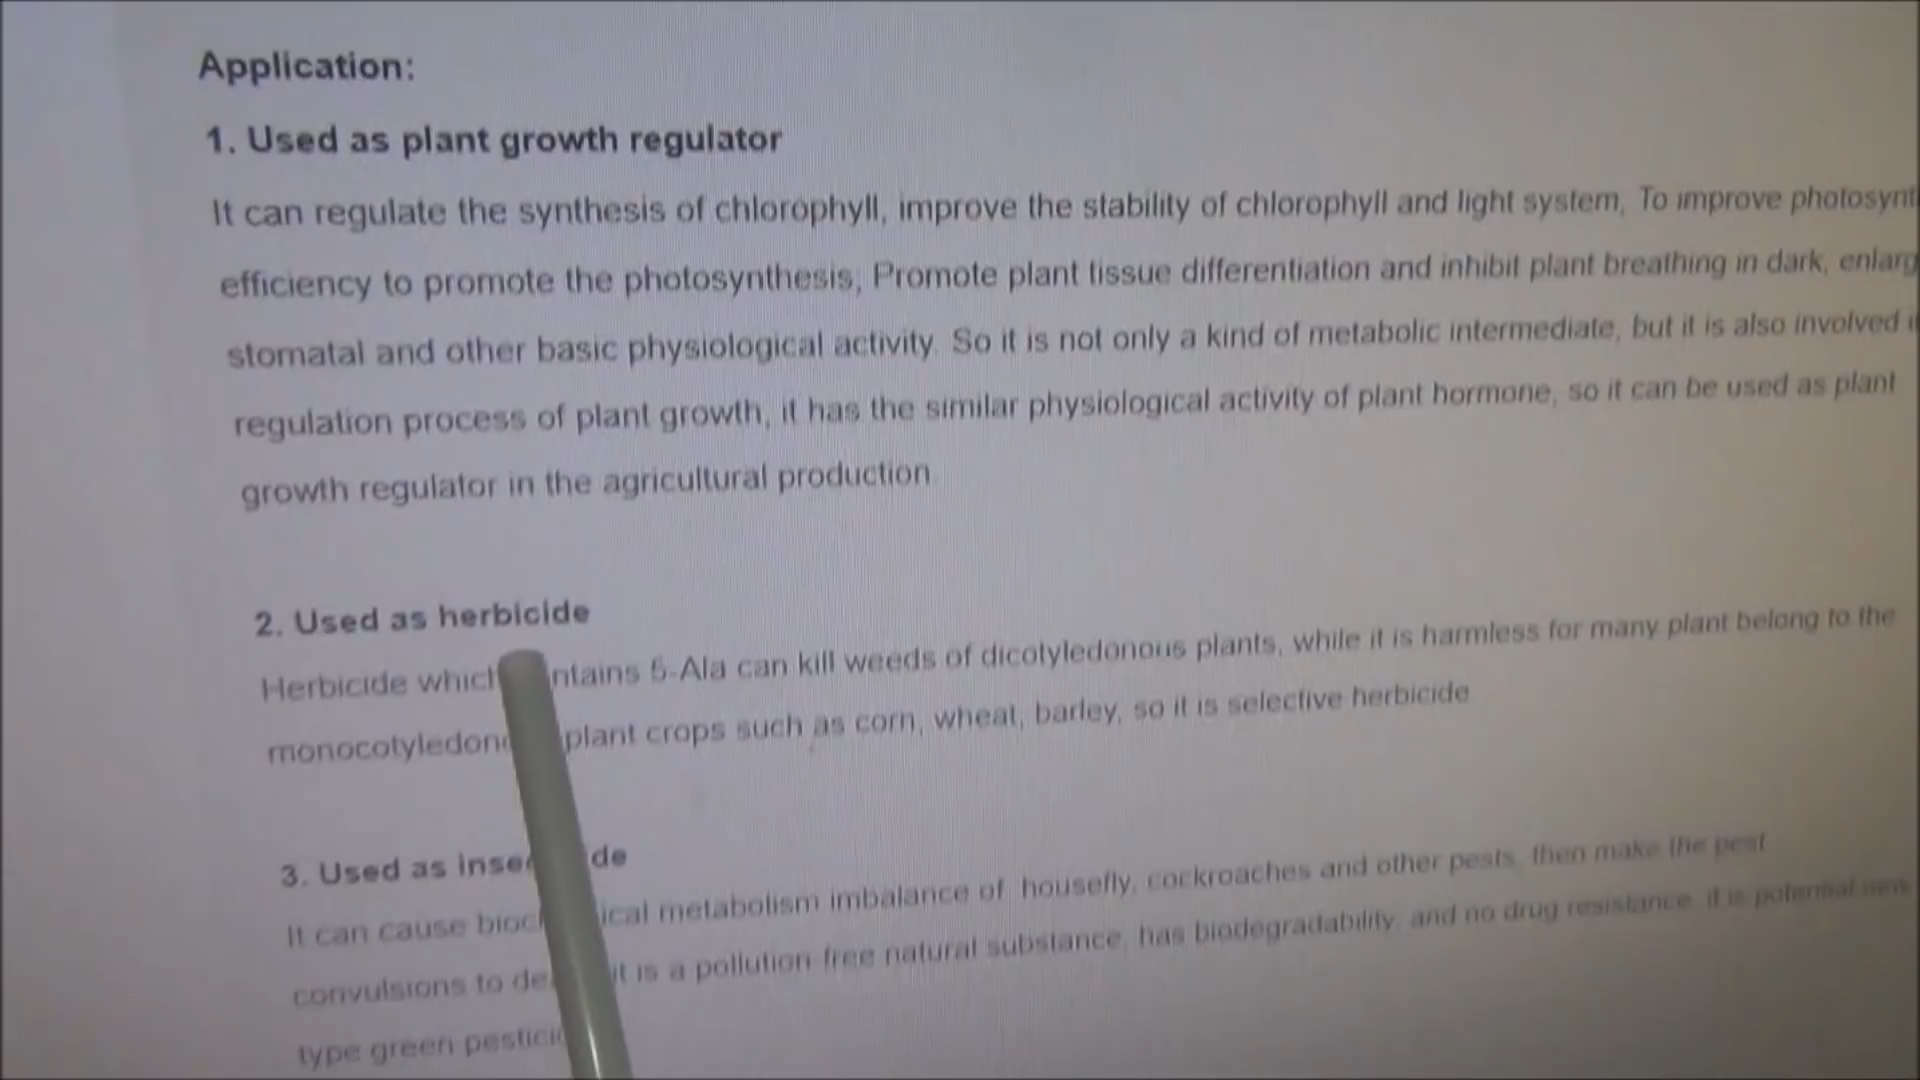 Application:
1. Used as plant growth regulator
It can regulate the synthesis of chlorophyll, improve the stability of chlorophyll and light system, To improve photosynt
efficiency to promote the photosynthesis; Promote plant tissue differentiation and inhibit plant breathing in dark, enlarg
stomatal and other basic physiological activity. So it is not only a kind of metabolic intermediate, but it is also involved i
regulation process of plant growth, it has the similar physiological activity of plant hormone, so it can be used as plant
growth regulator in the agricultural production.
2. Used as herbicide
Herbicide which ntains 5-Ala can kill weeds of dicotyledonous plants, while it is harmless for many plant belong to the
monocotyledono plant crops such as corn, wheat, barley, so it is selective herbicide
3. Used as inse de
It can cause bioc ical metabolism imbalance of housefly, cockroaches and other pests, then make the pest
convulsions to de it is a pollution-free natural substance, has biodegradability and no drug resistance, it is potential new
type green pestici